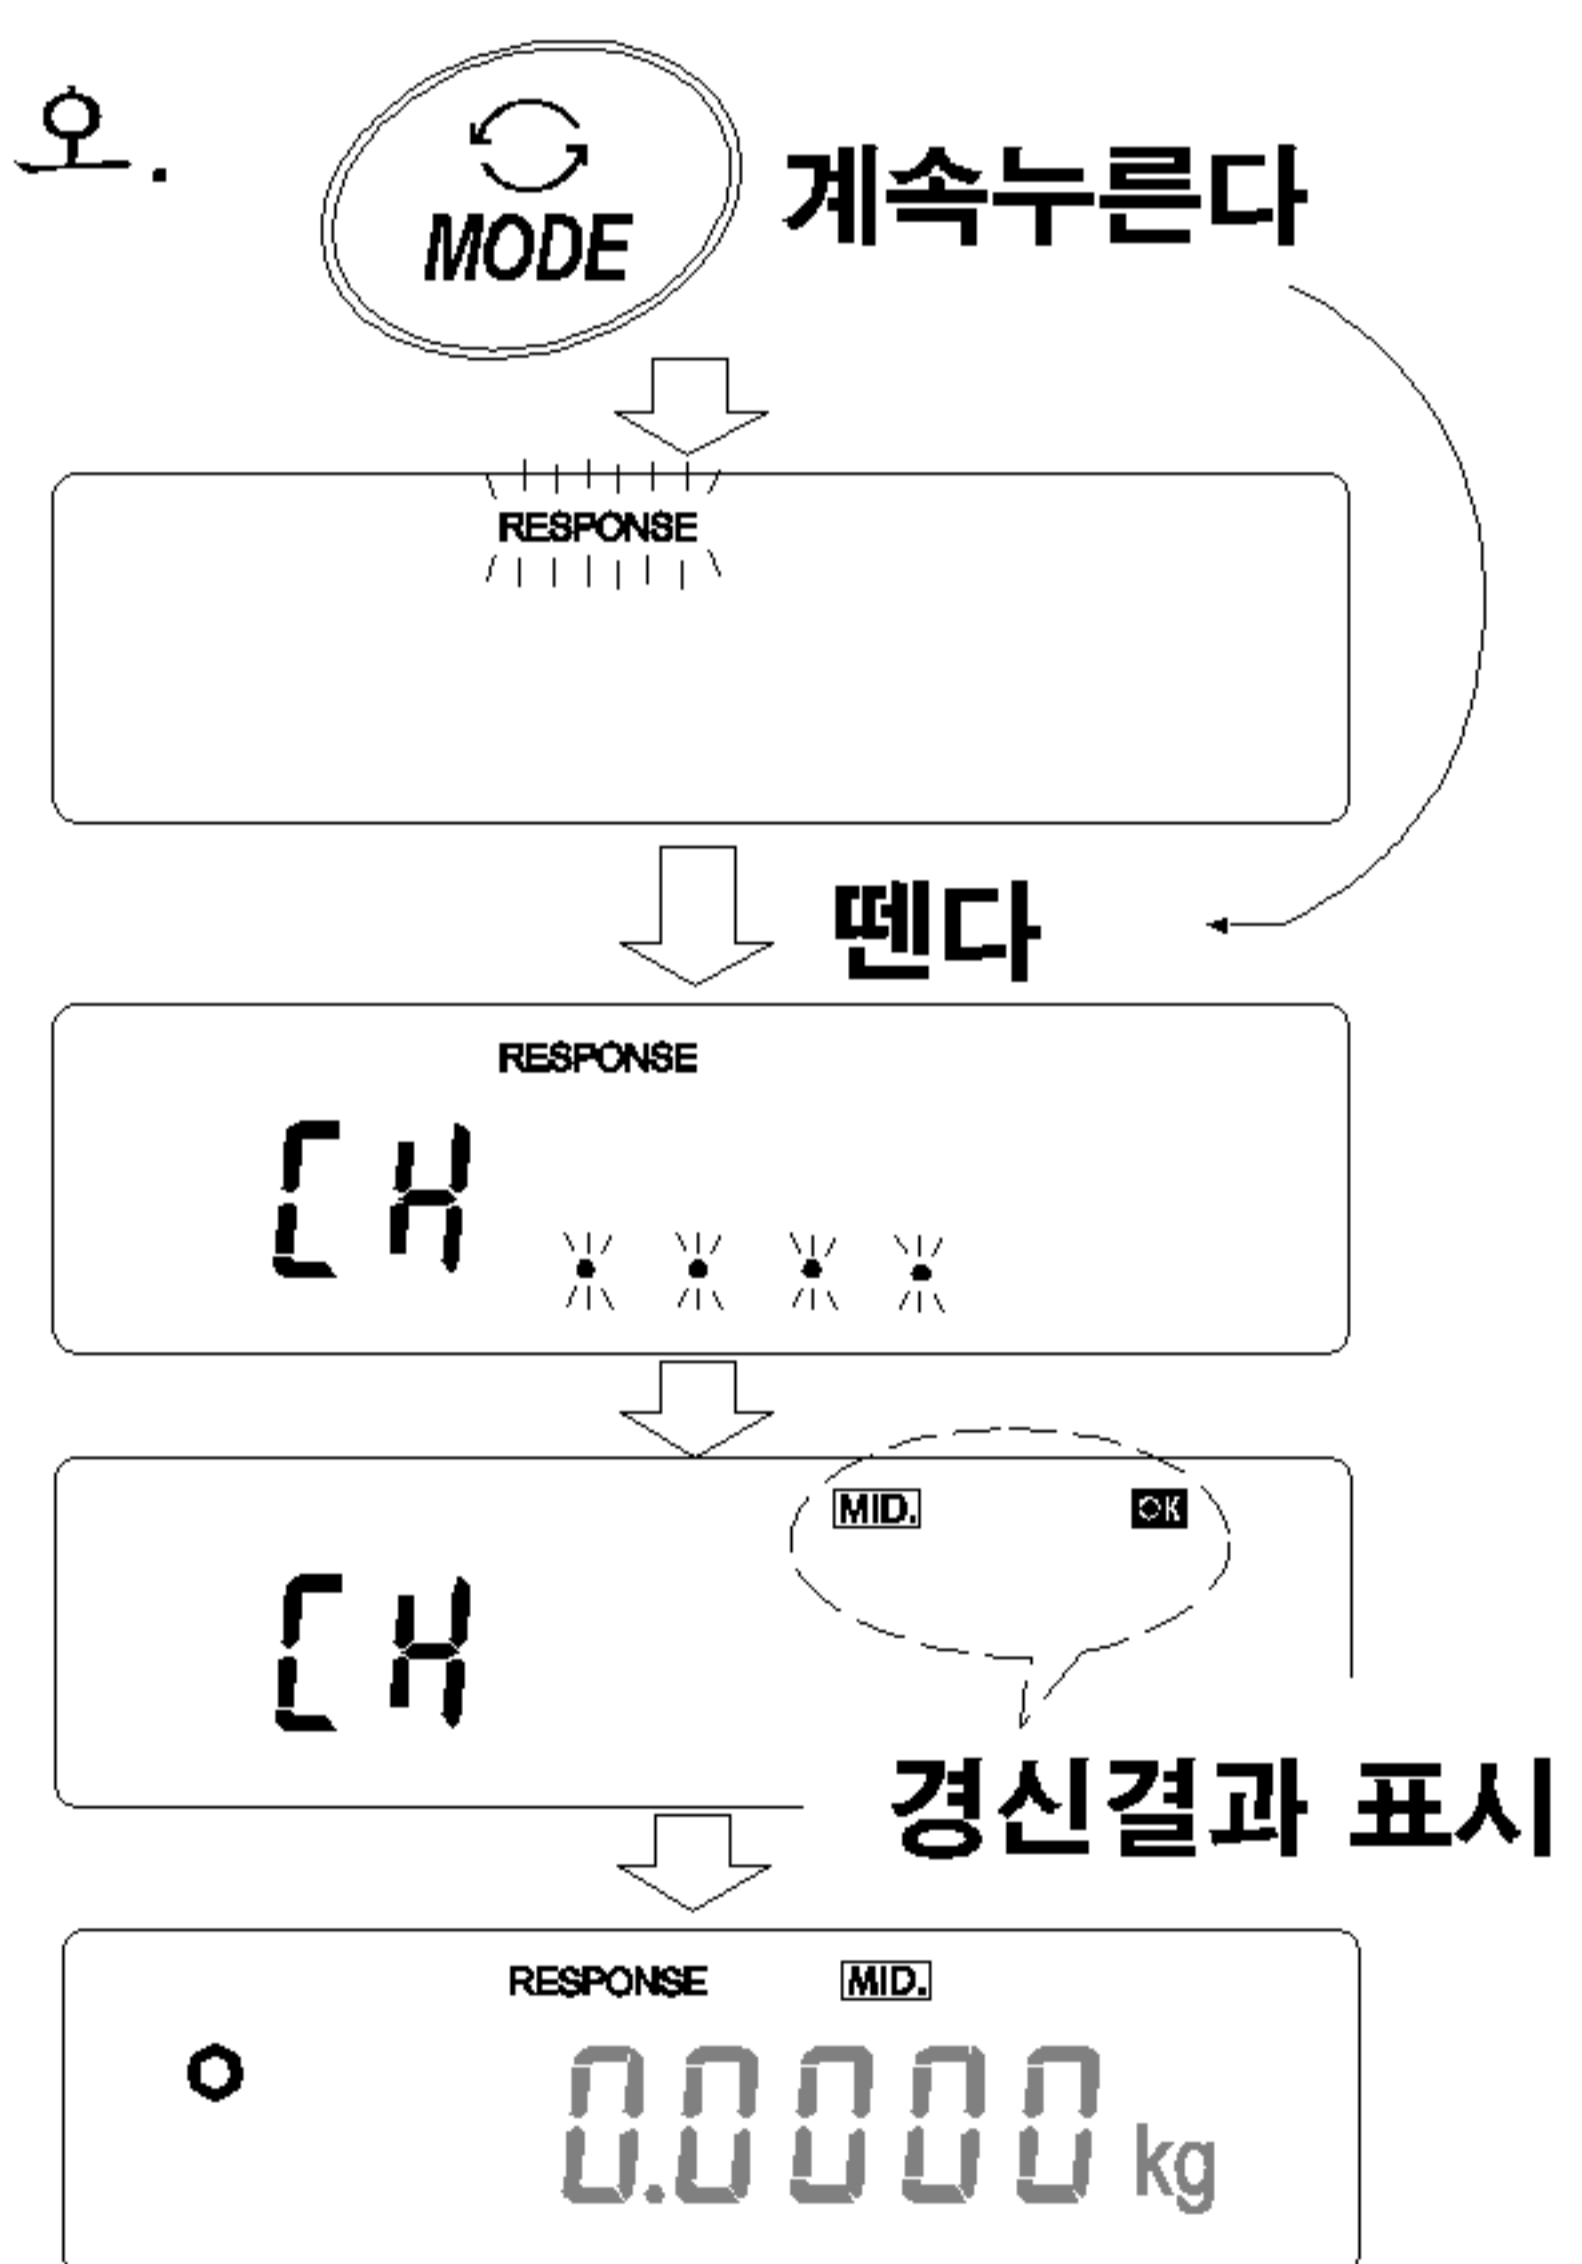 오.
MODE
계속누른다
RESPONSE
뗀다
RESPONSE
CH
MID. OK
CH
경신결과 표시
RESPONSE MID.
0.0000 kg